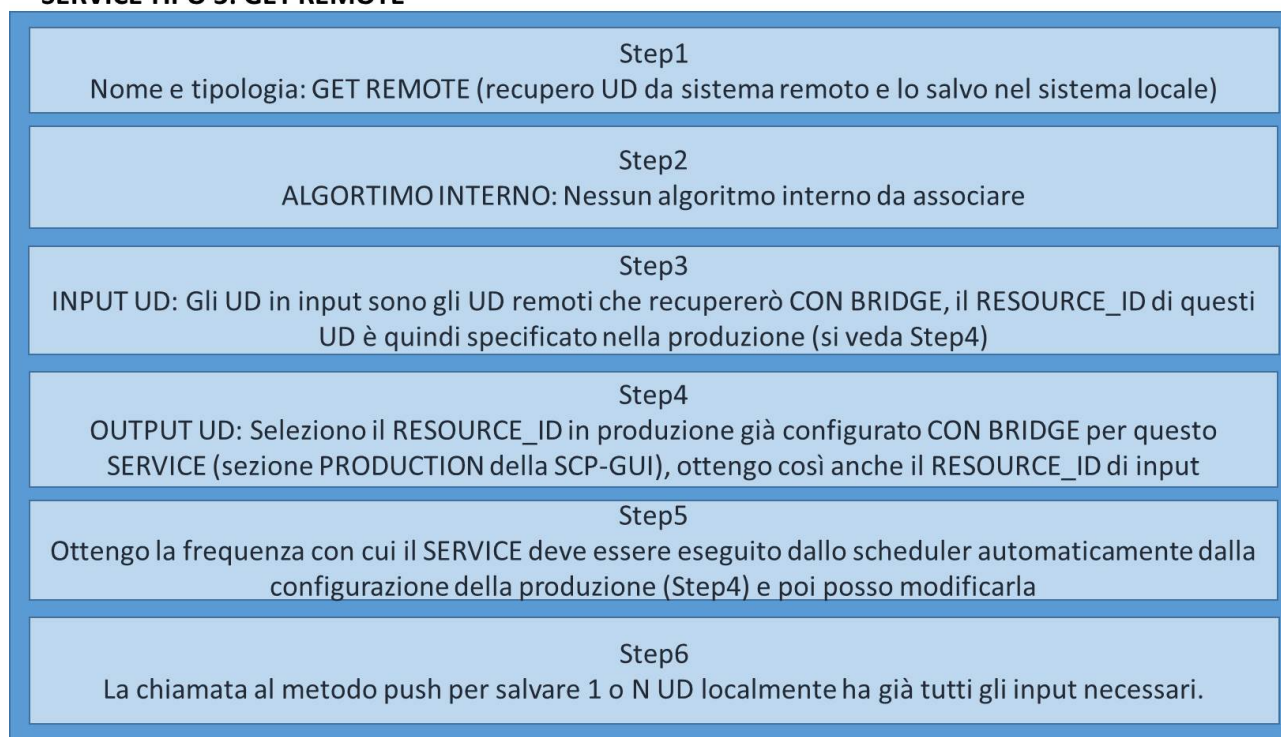 SERVICE TIPO 3: GET REMOTE
Step1
Nome e tipologia: GET REMOTE (recupero UD da sistema remoto e lo salvo nel sistema locale)
Step2
ALGORTIMO INTERNO: Nessun algoritmo interno da associare
Step3
INPUT UD: Gli UD in input sono gli UD remoti che recupererò CON BRIDGE, il RESOURCE_ID di questi
UD è quindi specificato nella produzione (si veda Step4)
Step4
OUTPUT UD: Seleziono il RESOURCE_ID in produzione già configurato CON BRIDGE per questo
SERVICE (sezione PRODUCTION della SCP-GUI), ottengo così anche il RESOURCE_ID di input
Step5
Ottengo la frequenza con cui il SERVICE deve essere eseguito dallo scheduler automaticamente dalla
configurazione della produzione (Step4) e poi posso modificarla
Step6
La chiamata al metodo push per salvare 1 o N UD localmente ha già tutti gli input necessari.